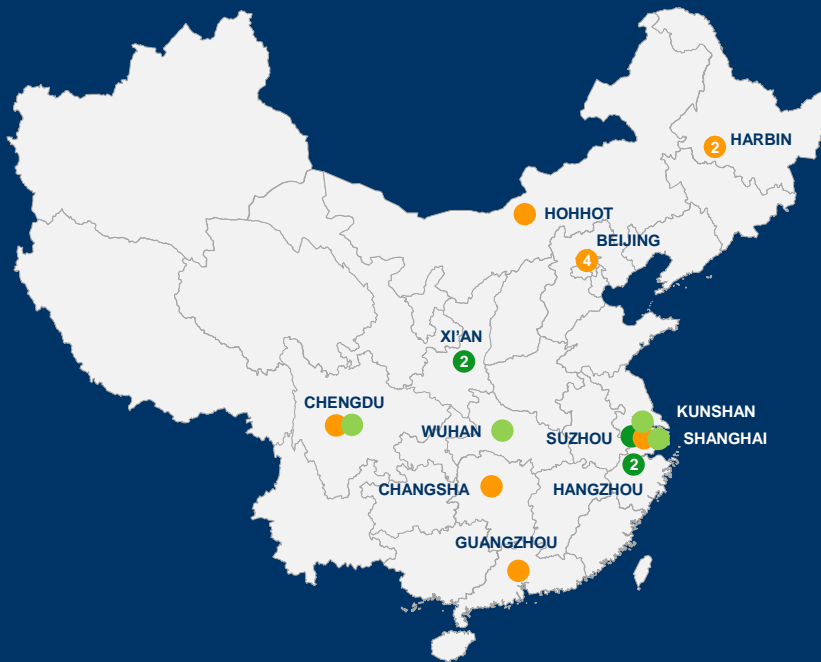 HARBIN
2
HOHHOT
BEIJING
4
XI'AN
2
CHENGDU
KUNSHAN
WUHAN
SUZHOU
SHANGHAI
2
CHANGSHA
HANGZHOU
GUANGZHOU